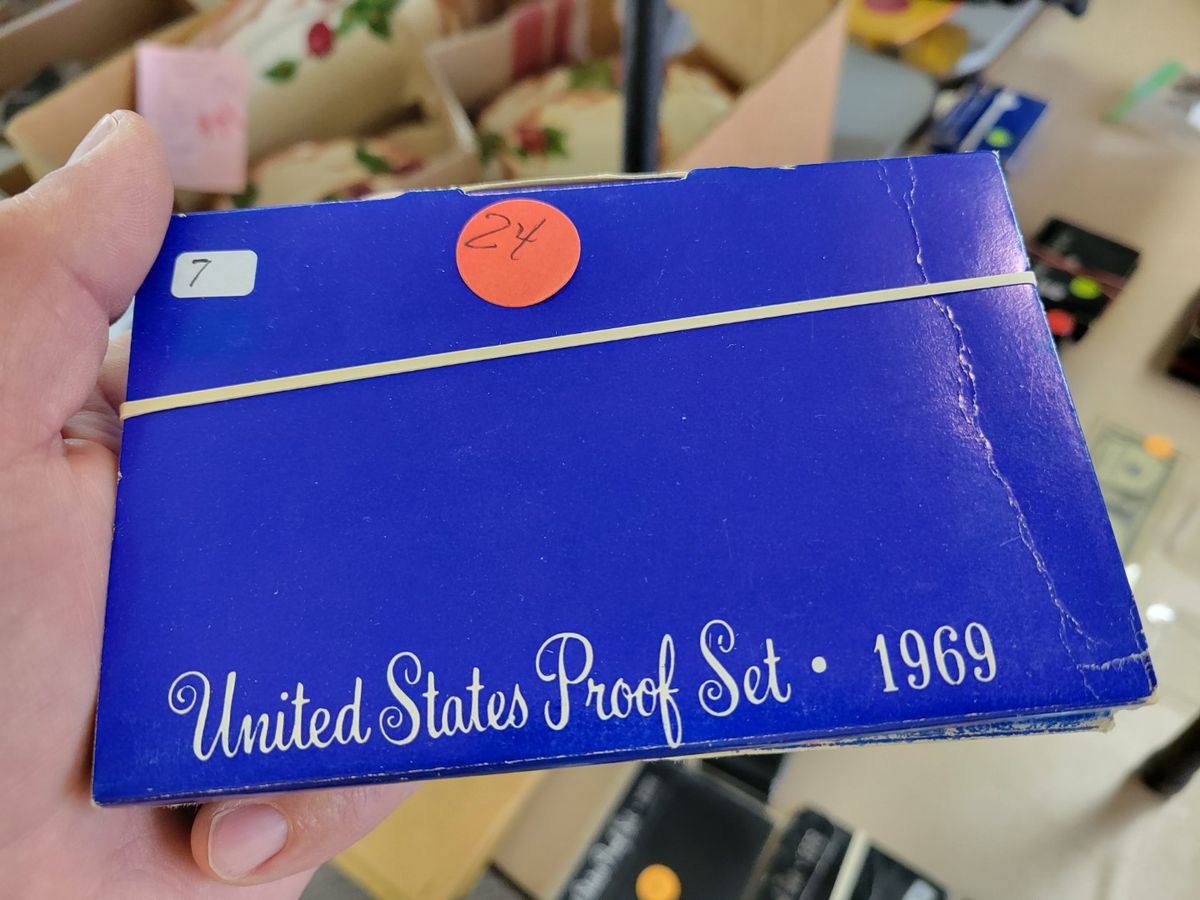 24
7
United States Proof Set • 1969